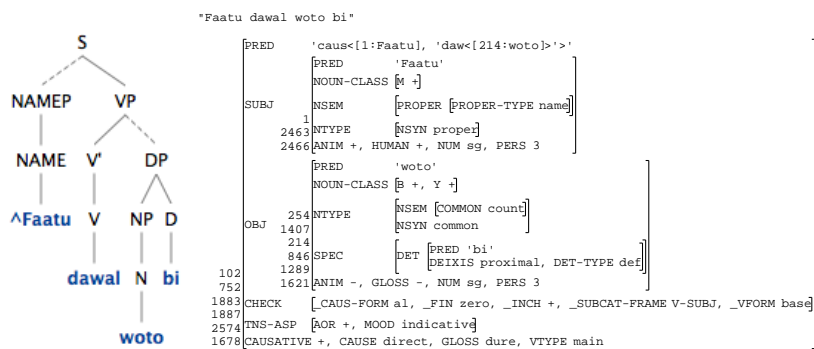 "Faatu dawal woto bi"
S
NAMEP VP
NAME V' DP
^Faatu V NP D
dawal N bi
woto
PRED 'caus<[1:Faatu], 'daw<[214:woto]>'>'
PRED 'Faatu'
NOUN-CLASS [M +]
SUBJ NSEM [PROPER [PROPER-TYPE name]]
1
2463 NTYPE [NSYN proper]
2466 ANIM +, HUMAN +, NUM sg, PERS 3
PRED 'woto'
NOUN-CLASS [B +, Y +]
254 NTYPE [NSEM [COMMON count]
OBJ 1407 NSYN common]
214
846 SPEC [DET [PRED 'bi'
1289 DEIXIS proximal, DET-TYPE def]]
1621 ANIM -, GLOSS -, NUM sg, PERS 3
102
752
1883 CHECK [_CAUS-FORM al, _FIN zero, _INCH +, _SUBCAT-FRAME V-SUBJ, _VFORM base]
1887
2574 TNS-ASP [AOR +, MOOD indicative]
1678 CAUSATIVE +, CAUSE direct, GLOSS dure, VTYPE main